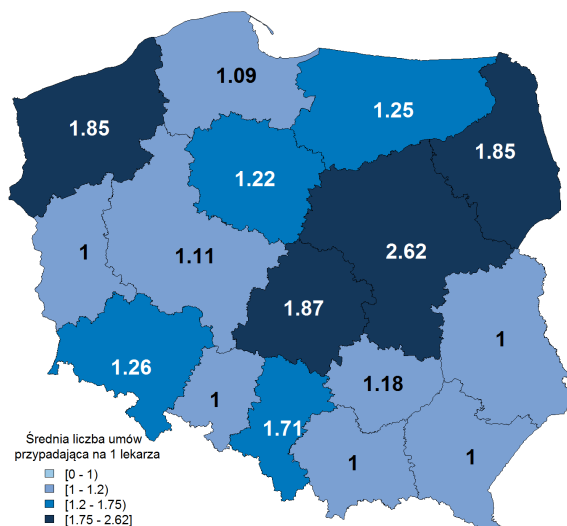 1.09
1.85
1.25
1.85
1.22
1
1.11
2.62
1.87
1
1.26
1
1.18
1.71
1
1
Średnia liczba umów
przypadająca na 1 lekarza
[0 - 1)
[1 - 1.2)
[1.2 - 1.75)
[1.75 - 2.62]